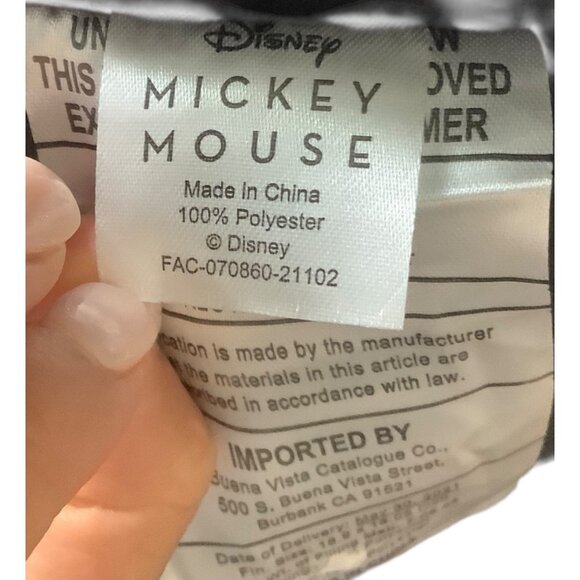 Disney
MICKEY
MOUSE
Made in China
100% Polyester
© Disney
FAC-070860-21102
UN
THIS OVED
EX MER
cation is made by the manufacturer
the materials in this article are
bed in accordance with law.
IMPORTED BY
Buena Vista Catalogue Co.,
500 S. Buena Vista Street,
Burbank CA 91521
Date of Delivery: